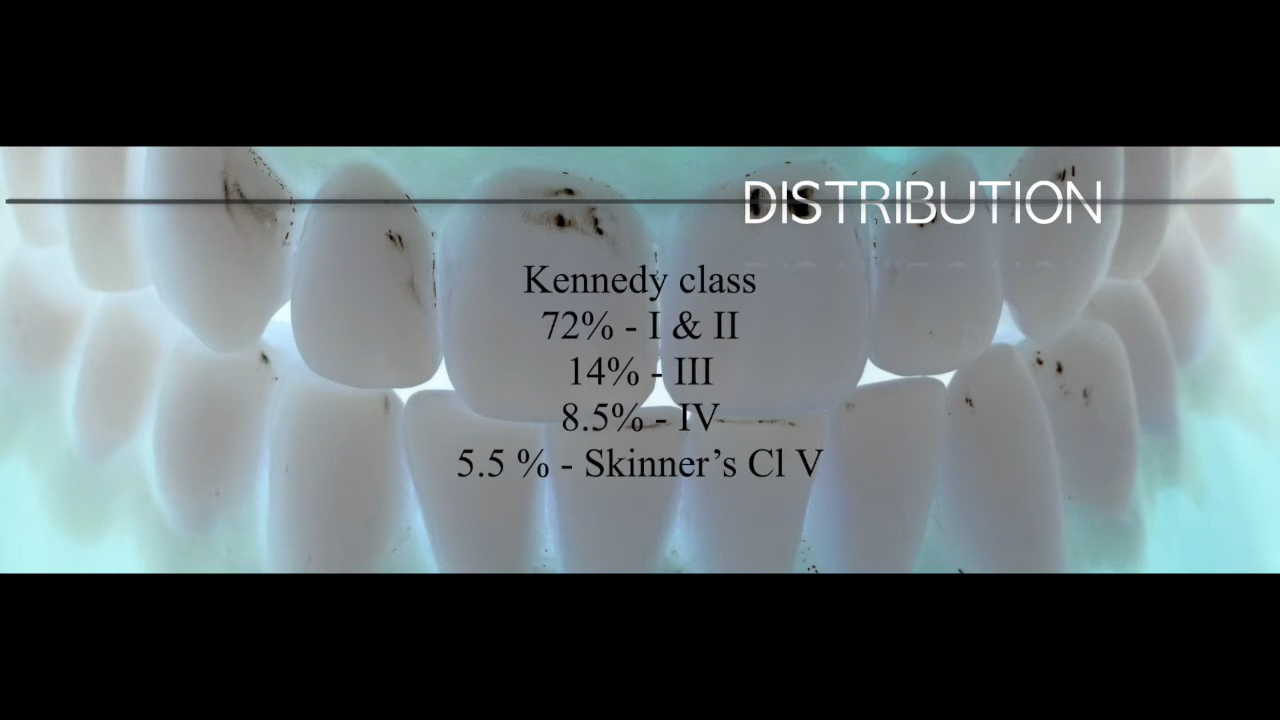 DISTRIBUTION
Kennedy class
72% - I & II
14% - III
8.5% - IV
5.5 % - Skinner’s Cl V